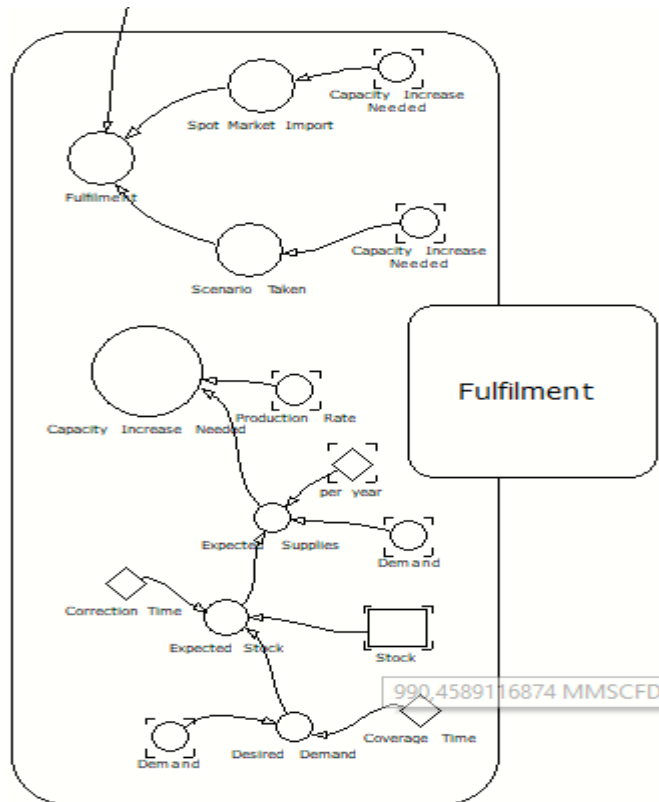 Capacity Increase
Needed
Spot Market Import
Fulfilment
Capacity Increase
Needed
Scenario Taken
Fulfilment
Production Rate
Capacity Increase Needed
per year
Expected Supplies
Demand
Correction Time
Expected Stock
Stock
990,4589116874 MMSCFD
Desired Demand
Coverage Time
Demand